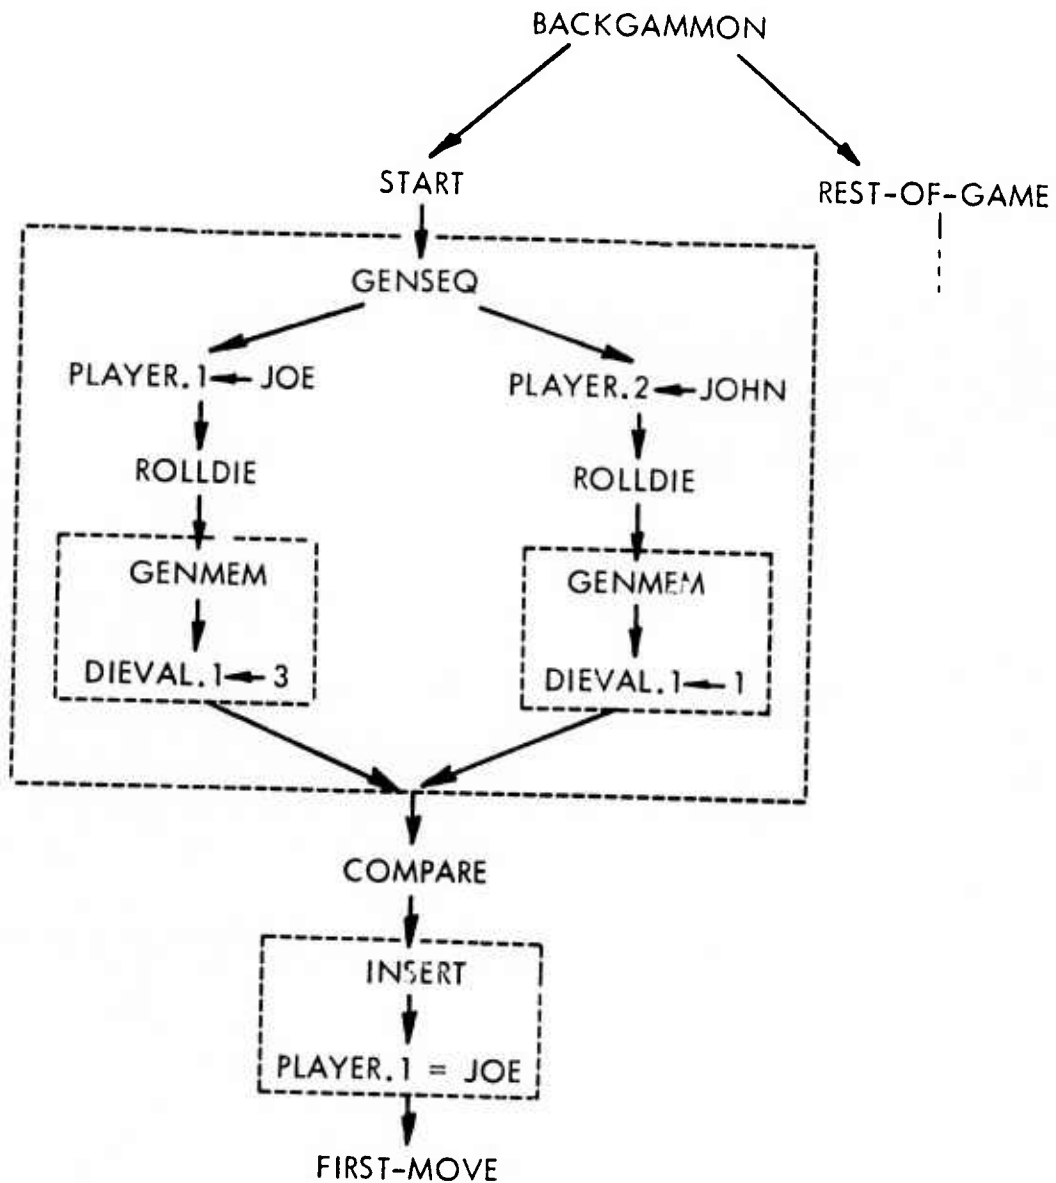 BACKGAMMON
START
REST-OF-GAME
GENSEQ
PLAYER.1 ← JOE
PLAYER.2 ← JOHN
ROLLDIE
ROLLDIE
GENMEM
GENMEM
DIEVAL.1 ← 3
DIEVAL.1 ← 1
COMPARE
INSERT
PLAYER.1 = JOE
FIRST-MOVE